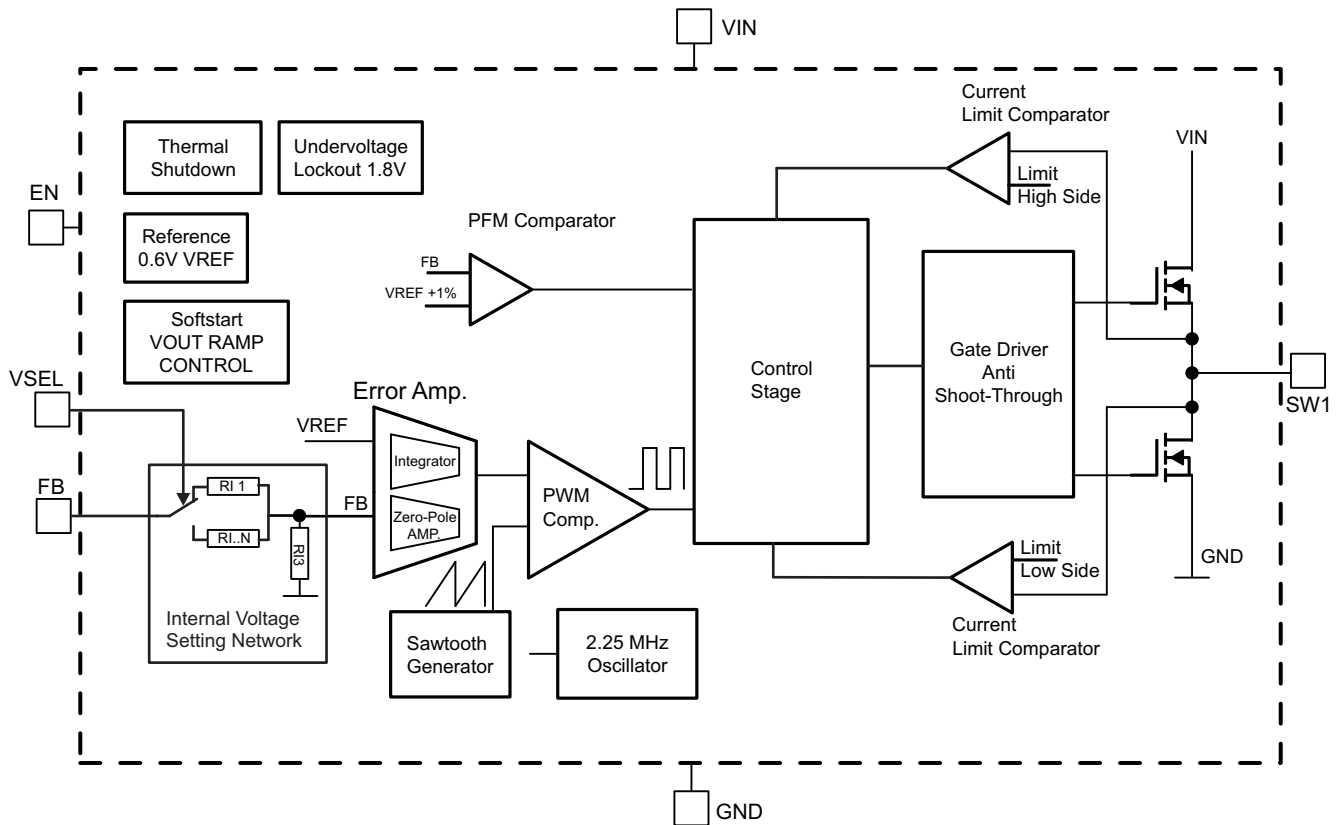 VIN
Current
Limit Comparator
Thermal
Shutdown
Undervoltage
Lockout 1.8V
VIN
Limit
High Side
EN
PFM Comparator
Reference
0.6V VREF
FB
VREF +1%
Softstart
VOUT RAMP
CONTROL
Control
Stage
Gate Driver
Anti
Shoot-Through
VSEL
Error Amp.
SW1
VREF
Integrator
FB
RI 1
FB
Zero-Pole
AMP.
PWM
Comp.
RI..N
RI3
Limit
Low Side
GND
Internal Voltage
Setting Network
Sawtooth
Generator
2.25 MHz
Oscillator
Current
Limit Comparator
GND